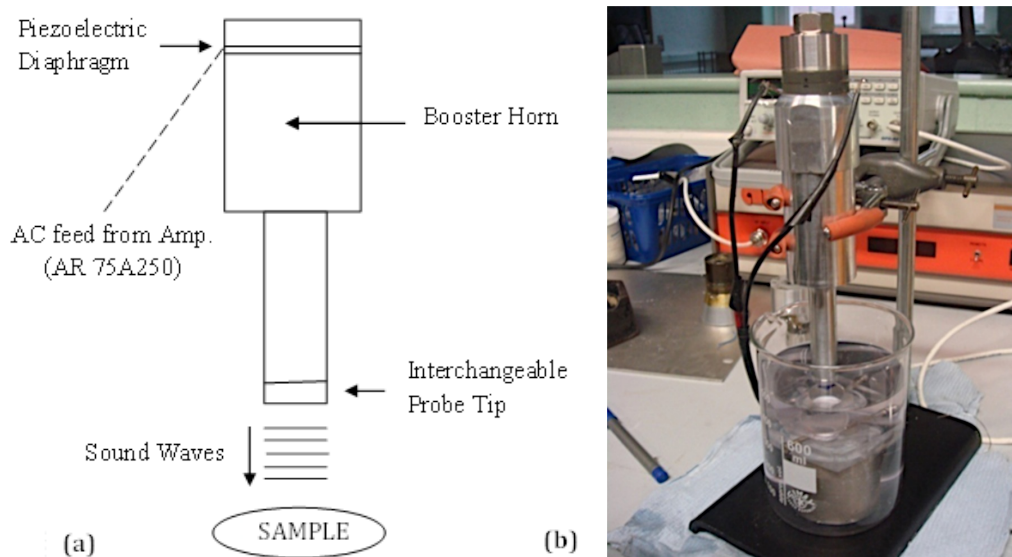 Piezoelectric
Diaphragm
Booster Horn
AC feed from Amp.
(AR 75A250)
Interchangeable
Probe Tip
Sound Waves
SAMPLE
(a)
(b)
600
ml